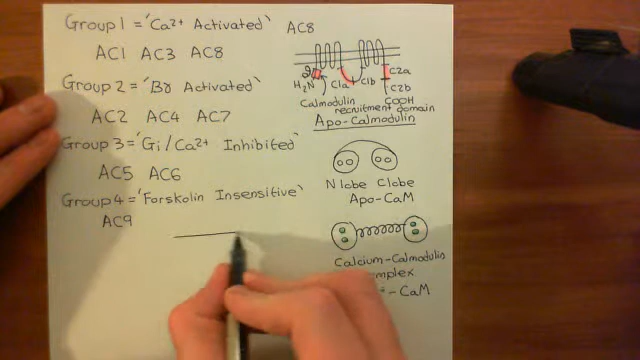 Group 1 = 'Ca²⁺ Activated'
AC1 AC3 AC8
Group 2 = 'βγ Activated'
AC2 AC4 AC7
Group 3 = 'Gi / Ca²⁺ Inhibited'
AC5 AC6
Group 4 = 'Forskolin Insensitive'
AC9
AC8
H₂N
C1a
C1b
C2a
C2b
COOH
Calmodulin
recruitment domain
Apo-Calmodulin
N lobe C lobe
Apo-CaM
Calcium-Calmodulin
-CaM